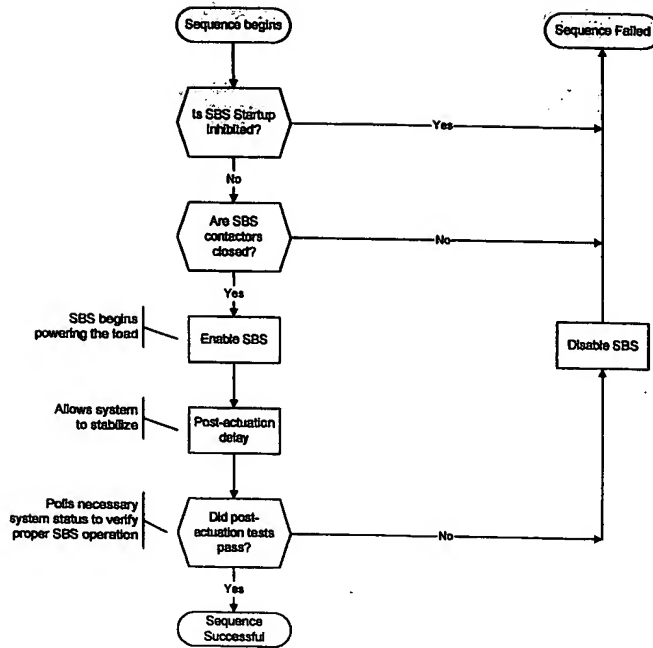 Sequence begins
Sequence Failed
Is SBS Startup
Inhibited?
Yes
No
Are SBS
contactors
closed?
No
Yes
SBS begins
powering the load
Enable SBS
Disable SBS
Allows system
to stabilize
Post-actuation
delay
Polls necessary
system status to verify
proper SBS operation
Did post-
actuation tests
pass?
No
Yes
Sequence
Successful